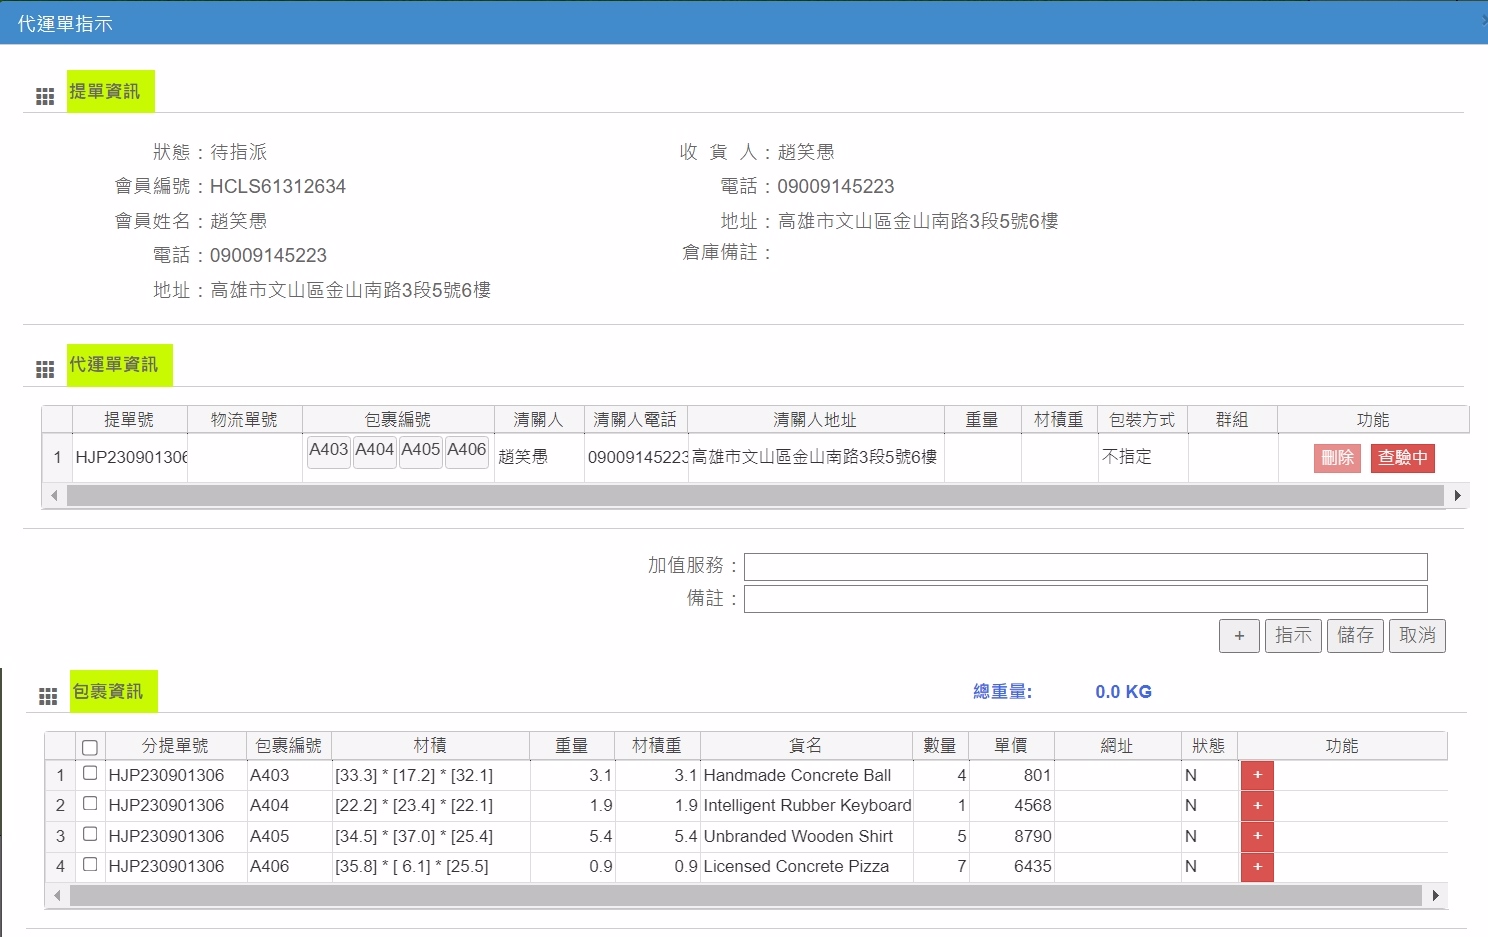 代運單指示
提單資訊
狀態：待指派
收 貨 人：趙笑愚
會員編號：HCLS61312634
電話：09009145223
會員姓名：趙笑愚
地址：高雄市文山區金山南路3段5號6樓
電話：09009145223
倉庫備註：
地址：高雄市文山區金山南路3段5號6樓
代運單資訊
提單號 物流單號 包裹編號 清關人 清關人電話 清關人地址 重量 材積重 包裝方式 群組 功能
1 HJP230901306 A403 A404 A405 A406 趙笑愚 09009145223 高雄市文山區金山南路3段5號6樓 不指定 刪除 查驗中
加值服務：
備註：
+ 指示 儲存 取消
包裹資訊 總重量: 0.0 KG
分提單號 包裹編號 材積 重量 材積重 貨名 數量 單價 網址 狀態 功能
1 HJP230901306 A403 [33.3] * [17.2] * [32.1] 3.1 3.1 Handmade Concrete Ball 4 801 N +
2 HJP230901306 A404 [22.2] * [23.4] * [22.1] 1.9 1.9 Intelligent Rubber Keyboard 1 4568 N +
3 HJP230901306 A405 [34.5] * [37.0] * [25.4] 5.4 5.4 Unbranded Wooden Shirt 5 8790 N +
4 HJP230901306 A406 [35.8] * [ 6.1] * [25.5] 0.9 0.9 Licensed Concrete Pizza 7 6435 N +